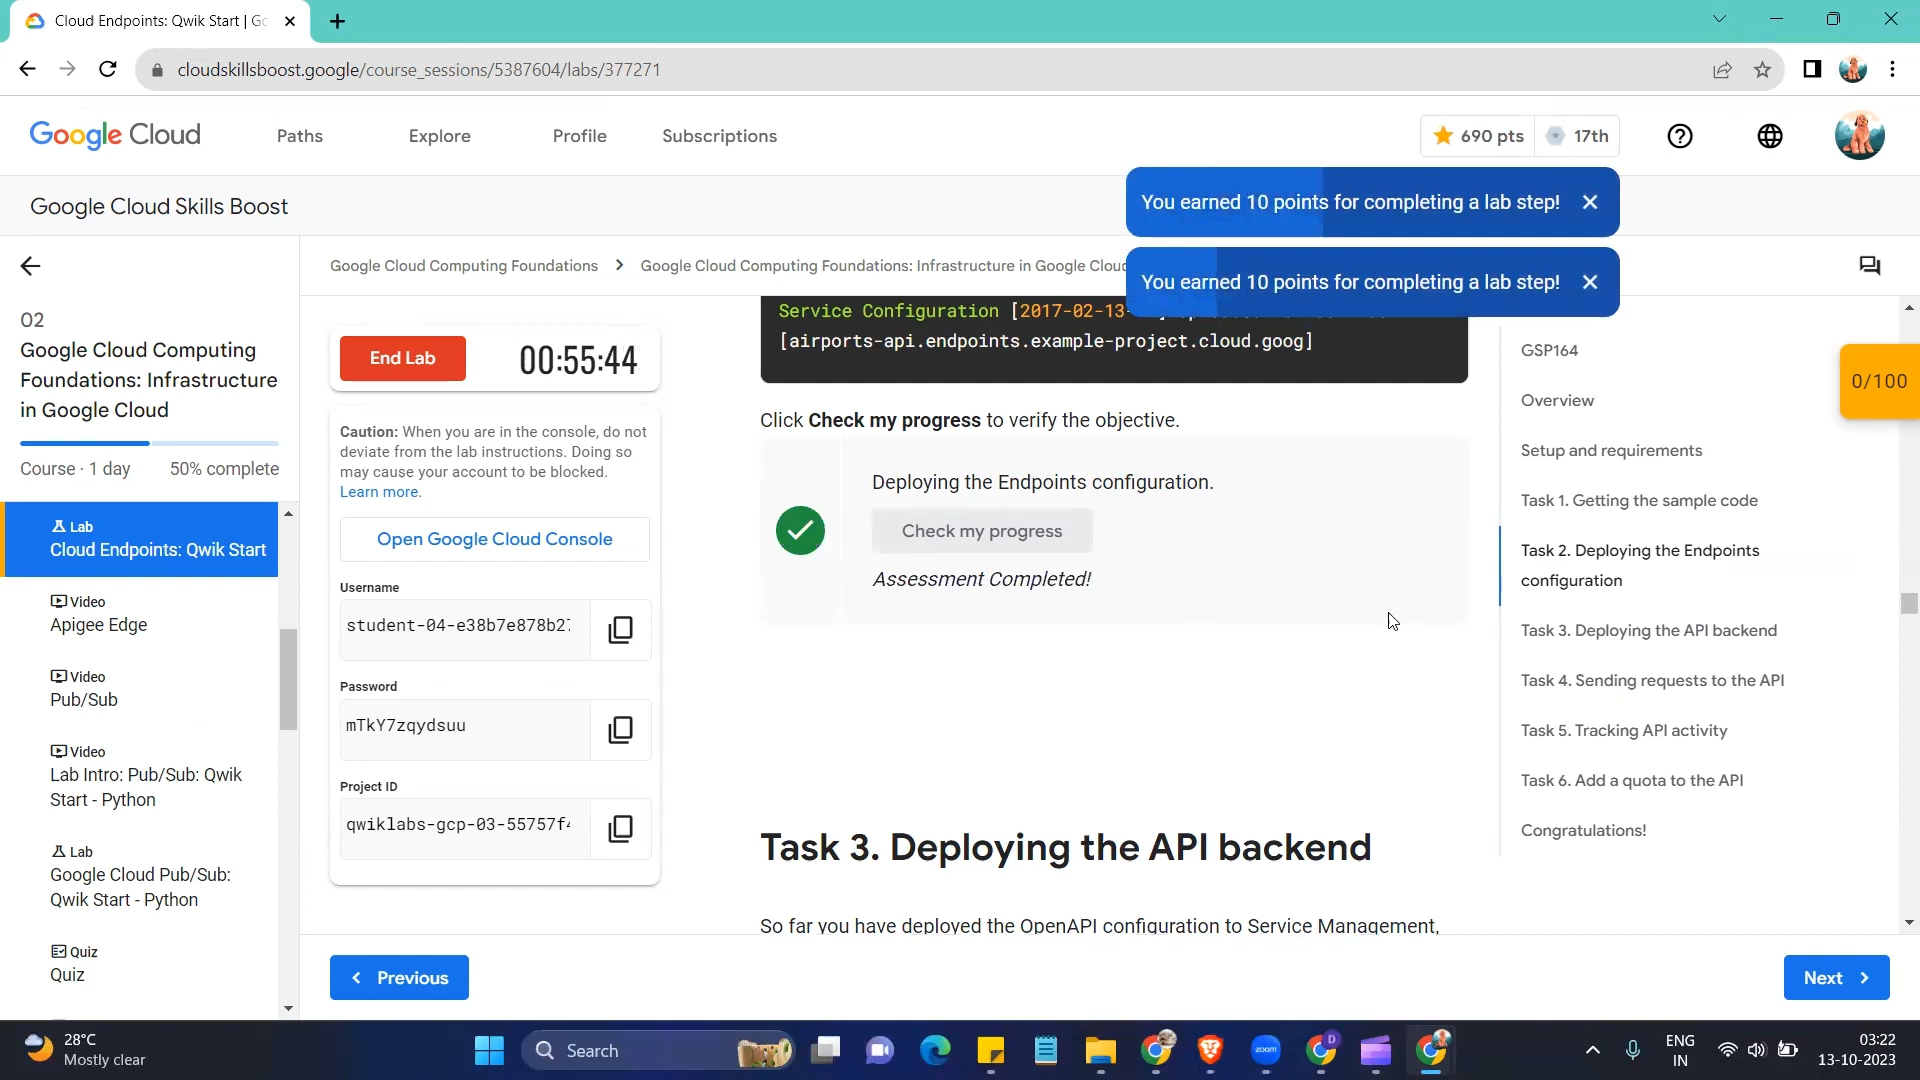 Cloud Endpoints: Qwik Start | Go
cloudskillsboost.google/course_sessions/5387604/labs/377271
Google Cloud
Paths
Explore
Profile
Subscriptions
690 pts
17th
Google Cloud Skills Boost
You earned 10 points for completing a lab step!
You earned 10 points for completing a lab step!
02
Google Cloud Computing
Foundations: Infrastructure
in Google Cloud
Course · 1 day
50% complete
Lab
Cloud Endpoints: Qwik Start
Video
Apigee Edge
Video
Pub/Sub
Video
Lab Intro: Pub/Sub: Qwik
Start - Python
Lab
Google Cloud Pub/Sub:
Qwik Start - Python
Quiz
Quiz
Google Cloud Computing Foundations
Google Cloud Computing Foundations: Infrastructure in Google Clou
End Lab
00:55:44
Caution: When you are in the console, do not
deviate from the lab instructions. Doing so
may cause your account to be blocked.
Learn more.
Open Google Cloud Console
Username
student-04-e38b7e878b27
Password
mTkY7zqydsuu
Project ID
qwiklabs-gcp-03-55757f4
Service Configuration [2017-02-13-
[airports-api.endpoints.example-project.cloud.goog]
Click Check my progress to verify the objective.
Deploying the Endpoints configuration.
Check my progress
Assessment Completed!
Task 3. Deploying the API backend
So far you have deployed the OpenAPI configuration to Service Management,
GSP164
Overview
Setup and requirements
Task 1. Getting the sample code
Task 2. Deploying the Endpoints
configuration
Task 3. Deploying the API backend
Task 4. Sending requests to the API
Task 5. Tracking API activity
Task 6. Add a quota to the API
Congratulations!
0/100
Previous
Next
28°C
Mostly clear
Search
zoom
D
ENG
IN
03:22
13-10-2023